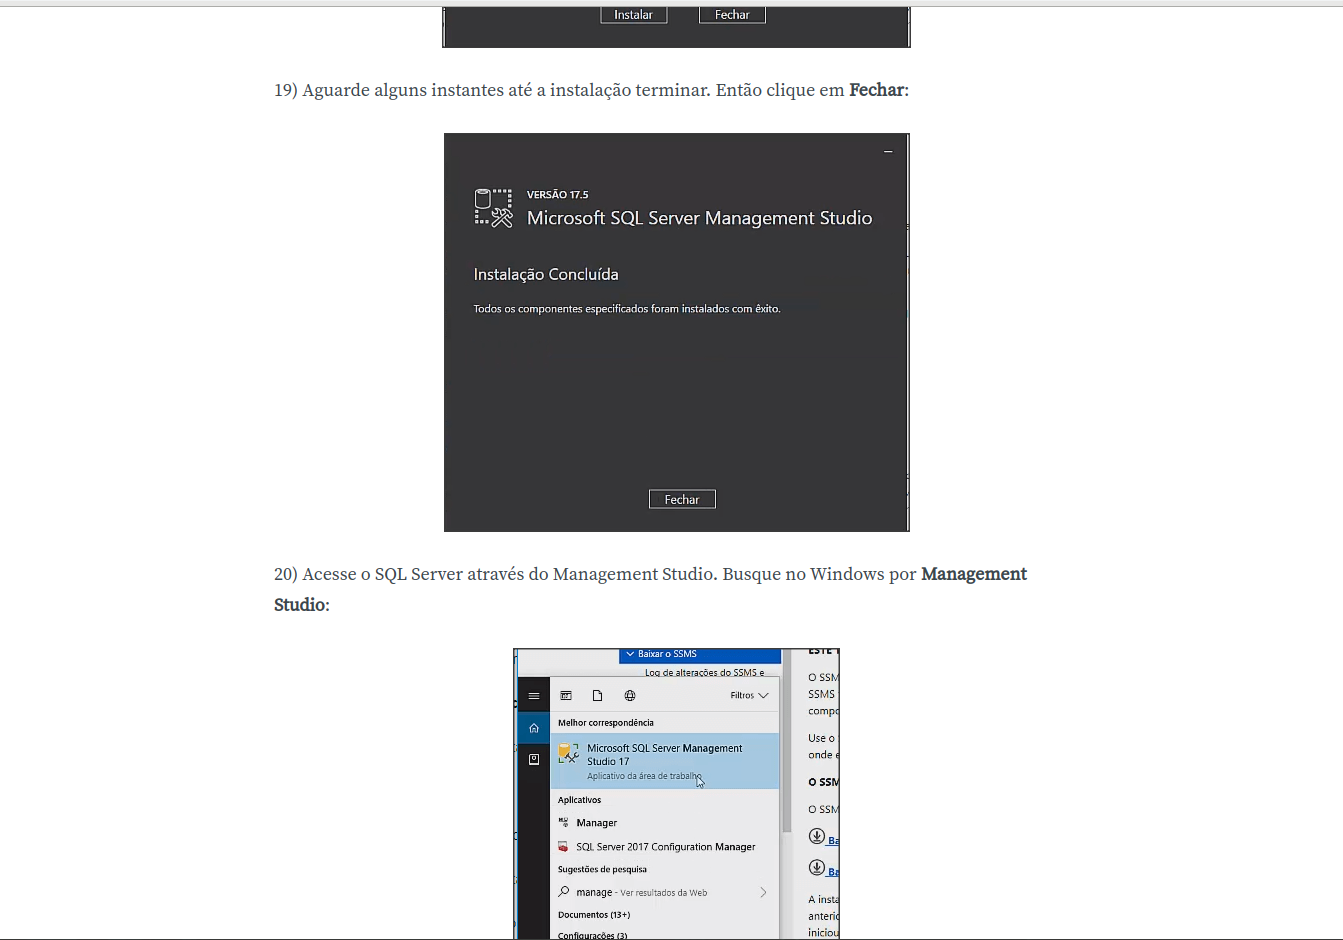 Instalar Fechar
19) Aguarde alguns instantes até a instalação terminar. Então clique em Fechar:
VERSÃO 17.5
Microsoft SQL Server Management Studio
Instalação Concluída
Todos os componentes especificados foram instalados com êxito.
Fechar
20) Acesse o SQL Server através do Management Studio. Busque no Windows por Management
Studio:
Baixar o SSMS
Log de alterações do SSMS e
Filtros
Melhor correspondência
Microsoft SQL Server Management
Studio 17
Aplicativo da área de trabalho
Aplicativos
Manager
SQL Server 2017 Configuration Manager
Sugestões de pesquisa
manage - Ver resultados da Web
Documentos (13+)
Configurações (3)
O SSM
SSMS
compo
Use o
onde e
O SSM
O SSM
Ba
Ba
A insta
anterio
iniciou